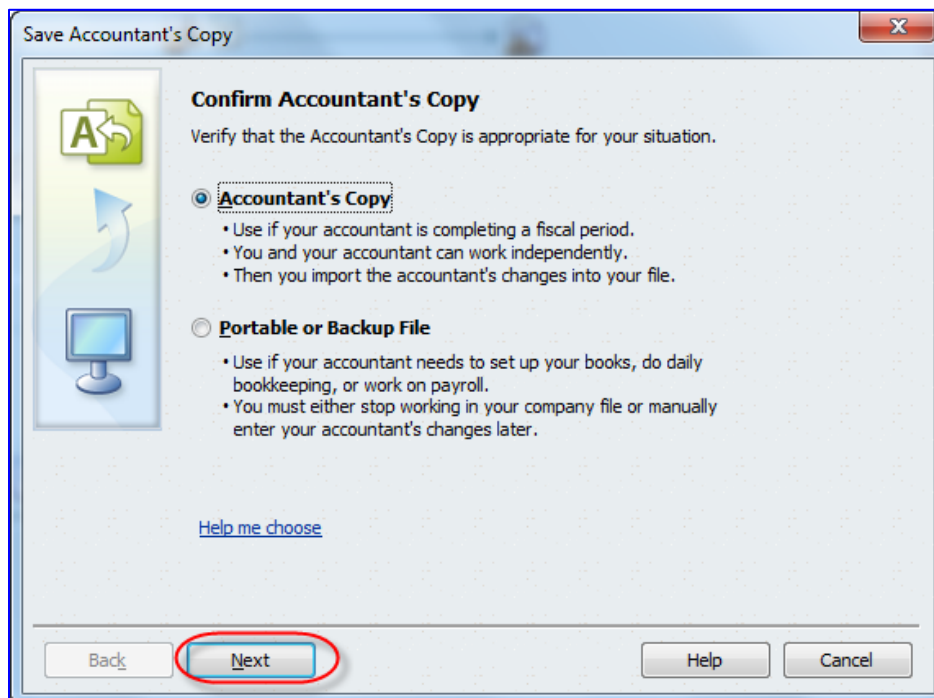 Save Accountant's Copy
X
Confirm Accountant's Copy
Verify that the Accountant's Copy is appropriate for your situation.
A
Accountant's Copy
• Use if your accountant is completing a fiscal period.
• You and your accountant can work independently.
• Then you import the accountant's changes into your file.
Portable or Backup File
• Use if your accountant needs to set up your books, do daily
bookkeeping, or work on payroll.
• You must either stop working in your company file or manually
enter your accountant's changes later.
Help me choose
Back
Next
Help
Cancel